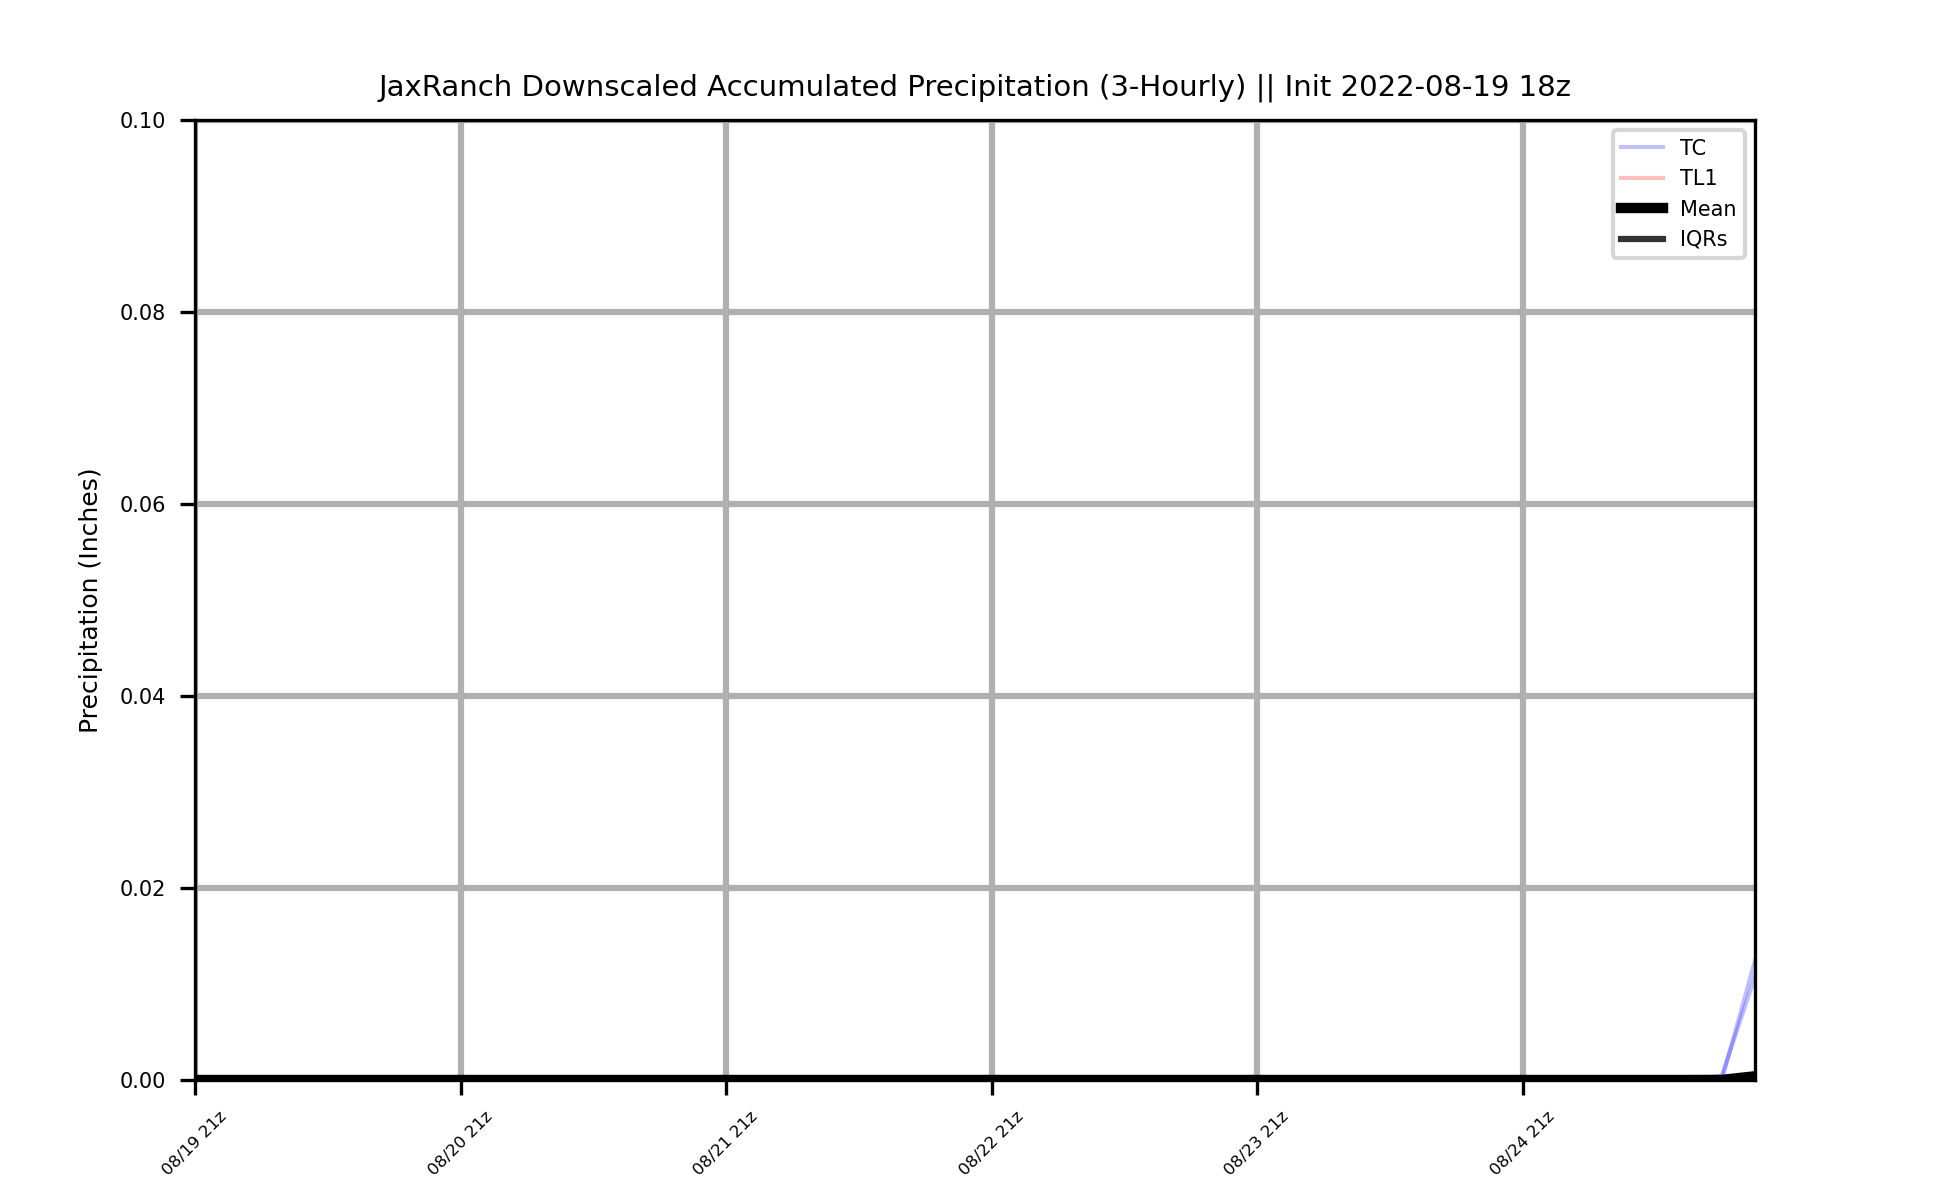 JaxRanch Downscaled Accumulated Precipitation (3-Hourly) || Init 2022-08-19 18z
TC
TL1
Mean
IQRs
Precipitation (Inches)
0.10
0.08
0.06
0.04
0.02
0.00
08/19 21z
08/20 21z
08/21 21z
08/22 21z
08/23 21z
08/24 21z